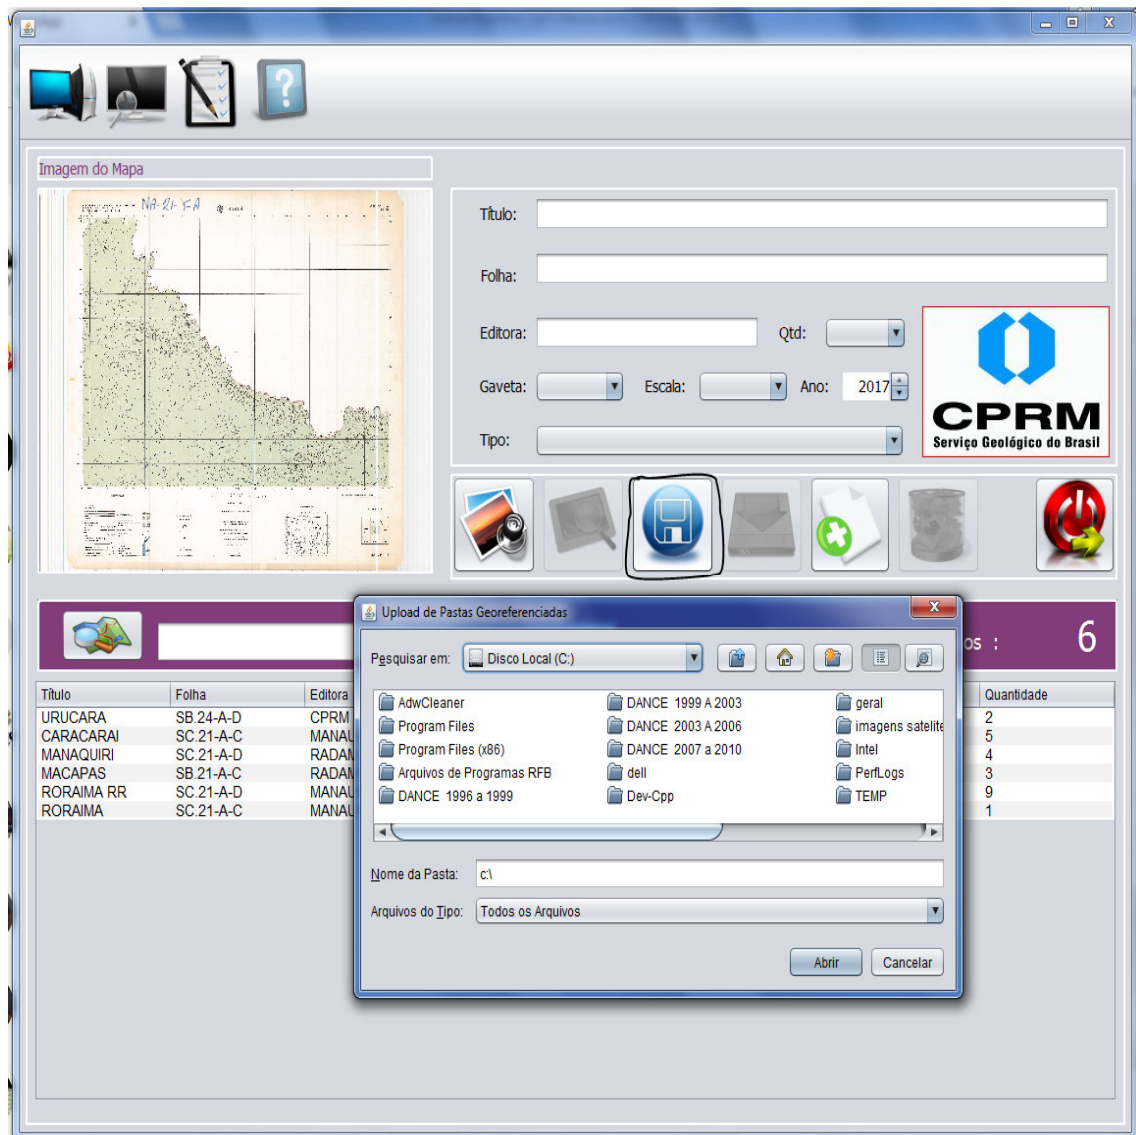 Imagem do Mapa
NA-21-Y-A
Título:
Folha:
Editora:
Qtd:
Gaveta:
Escala:
Ano:
2017
Tipo:
CPRM
Serviço Geológico do Brasil
os :
6
Título Folha Editora Quantidade
URUCARA SB.24-A-D CPRM 2
CARACARAI SC.21-A-C MANAU 5
MANAQUIRI SC.21-A-D RADAM 4
MACAPAS SB.21-A-C RADAM 3
RORAIMA RR SC.21-A-D MANAU 9
RORAIMA SC.21-A-C MANAU 1
Upload de Pastas Georeferenciadas
Pesquisar em: Disco Local (C:)
AdwCleaner DANCE 1999 A 2003 geral
Program Files DANCE 2003 A 2006 imagens satelite
Program Files (x86) DANCE 2007 a 2010 Intel
Arquivos de Programas RFB dell PerfLogs
DANCE 1996 a 1999 Dev-Cpp TEMP
Nome da Pasta: c:\
Arquivos do Tipo: Todos os Arquivos
Abrir Cancelar